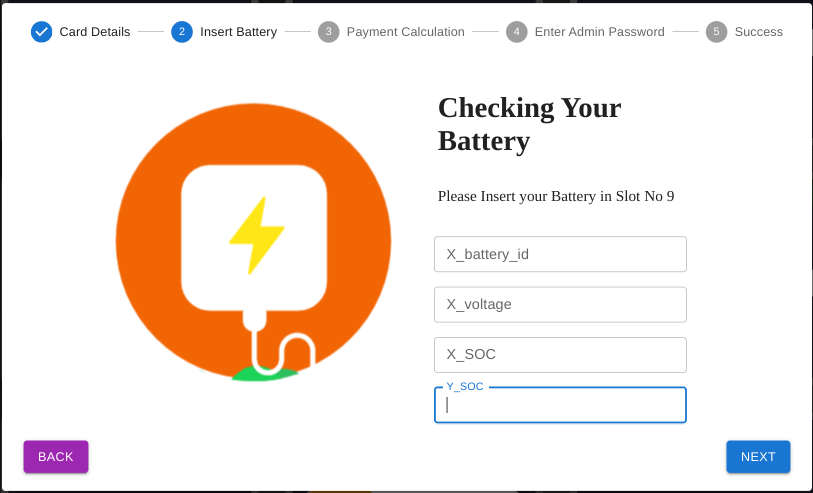 Card Details
2 Insert Battery
3 Payment Calculation
4 Enter Admin Password
5 Success
Checking Your
Battery
Please Insert your Battery in Slot No 9
X_battery_id
X_voltage
X_SOC
Y_SOC
BACK
NEXT